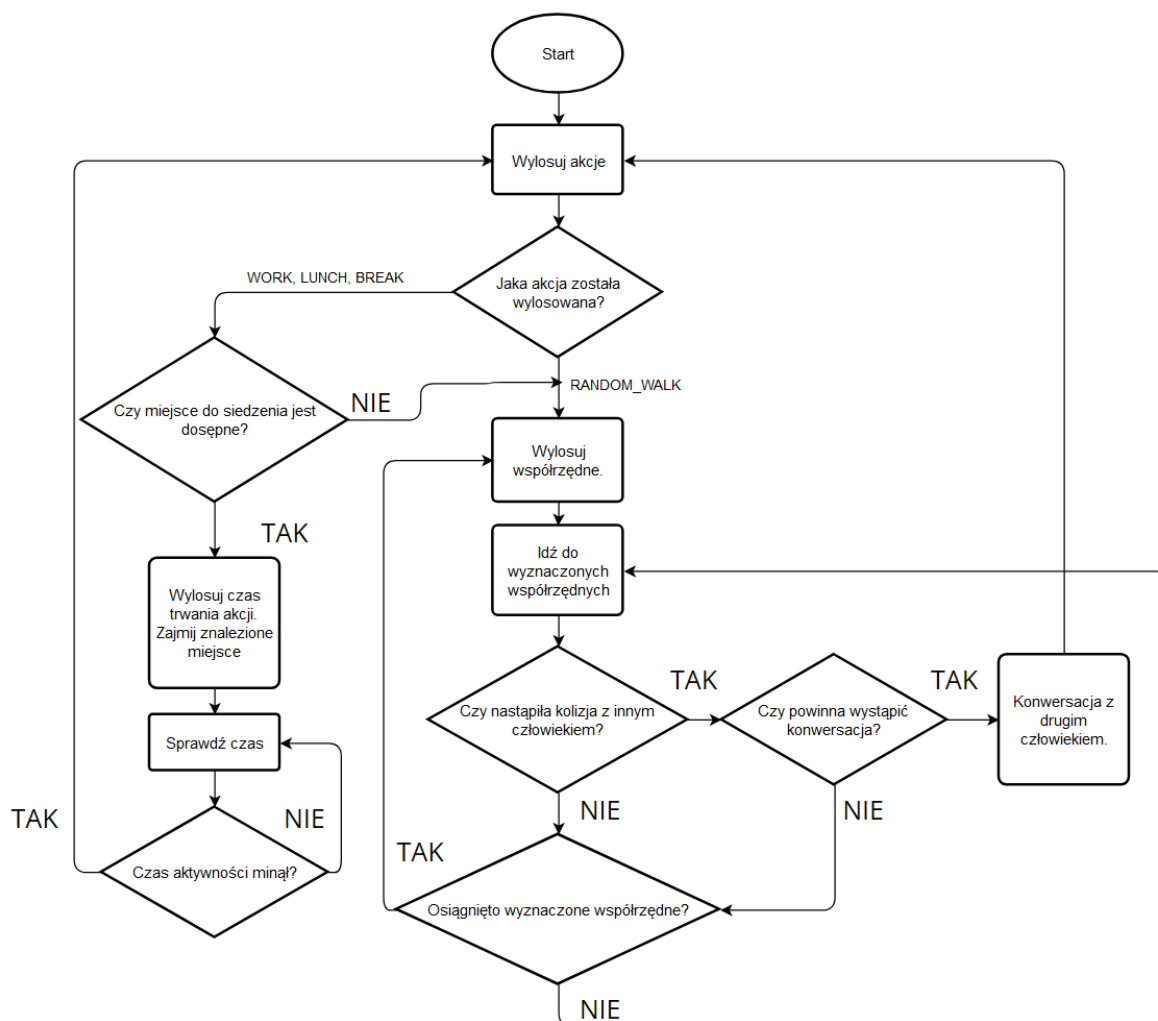 Start
Wylosuj akcje
Jaka akcja została
wylosowana?
WORK, LUNCH, BREAK
RANDOM_WALK
Czy miejsce do siedzenia jest
dosępne?
NIE
TAK
Wylosuj
współrzędne.
Idź do
wyznaczonych
współrzędnych
Wylosuj czas
trwania akcji.
Zajmij znalezione
miejsce
Sprawdź czas
Czas aktywności minął?
TAK
NIE
Czy nastąpiła kolizja z innym
człowiekiem?
TAK
NIE
Czy powinna wystąpić
konwersacja?
TAK
NIE
Konwersacja z
drugim
człowiekiem.
Osiągnięto wyznaczone współrzędne?
TAK
NIE